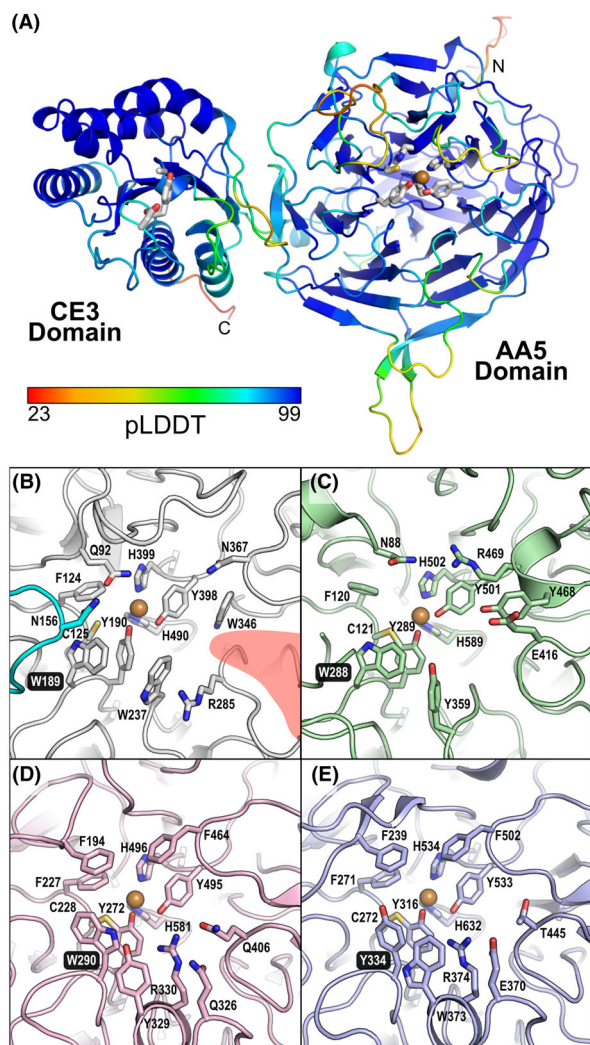 (A)
N
CE3
Domain
C
AA5
Domain
23
99
pLDDT
(B)
Q92
H399
N367
F124
Y398
N156
Y190
C125
H490
W346
W189
W237
R285
(C)
N88
H502
R469
Y501
F120
Y468
C121
Y289
H589
E416
W288
Y359
(D)
F194
H496
F464
F227
Y495
C228
Y272
H581
Q406
W290
R330
Q326
Y329
(E)
F239
H534
F502
F271
Y533
C272
Y316
H632
T445
Y334
R374
E370
W373